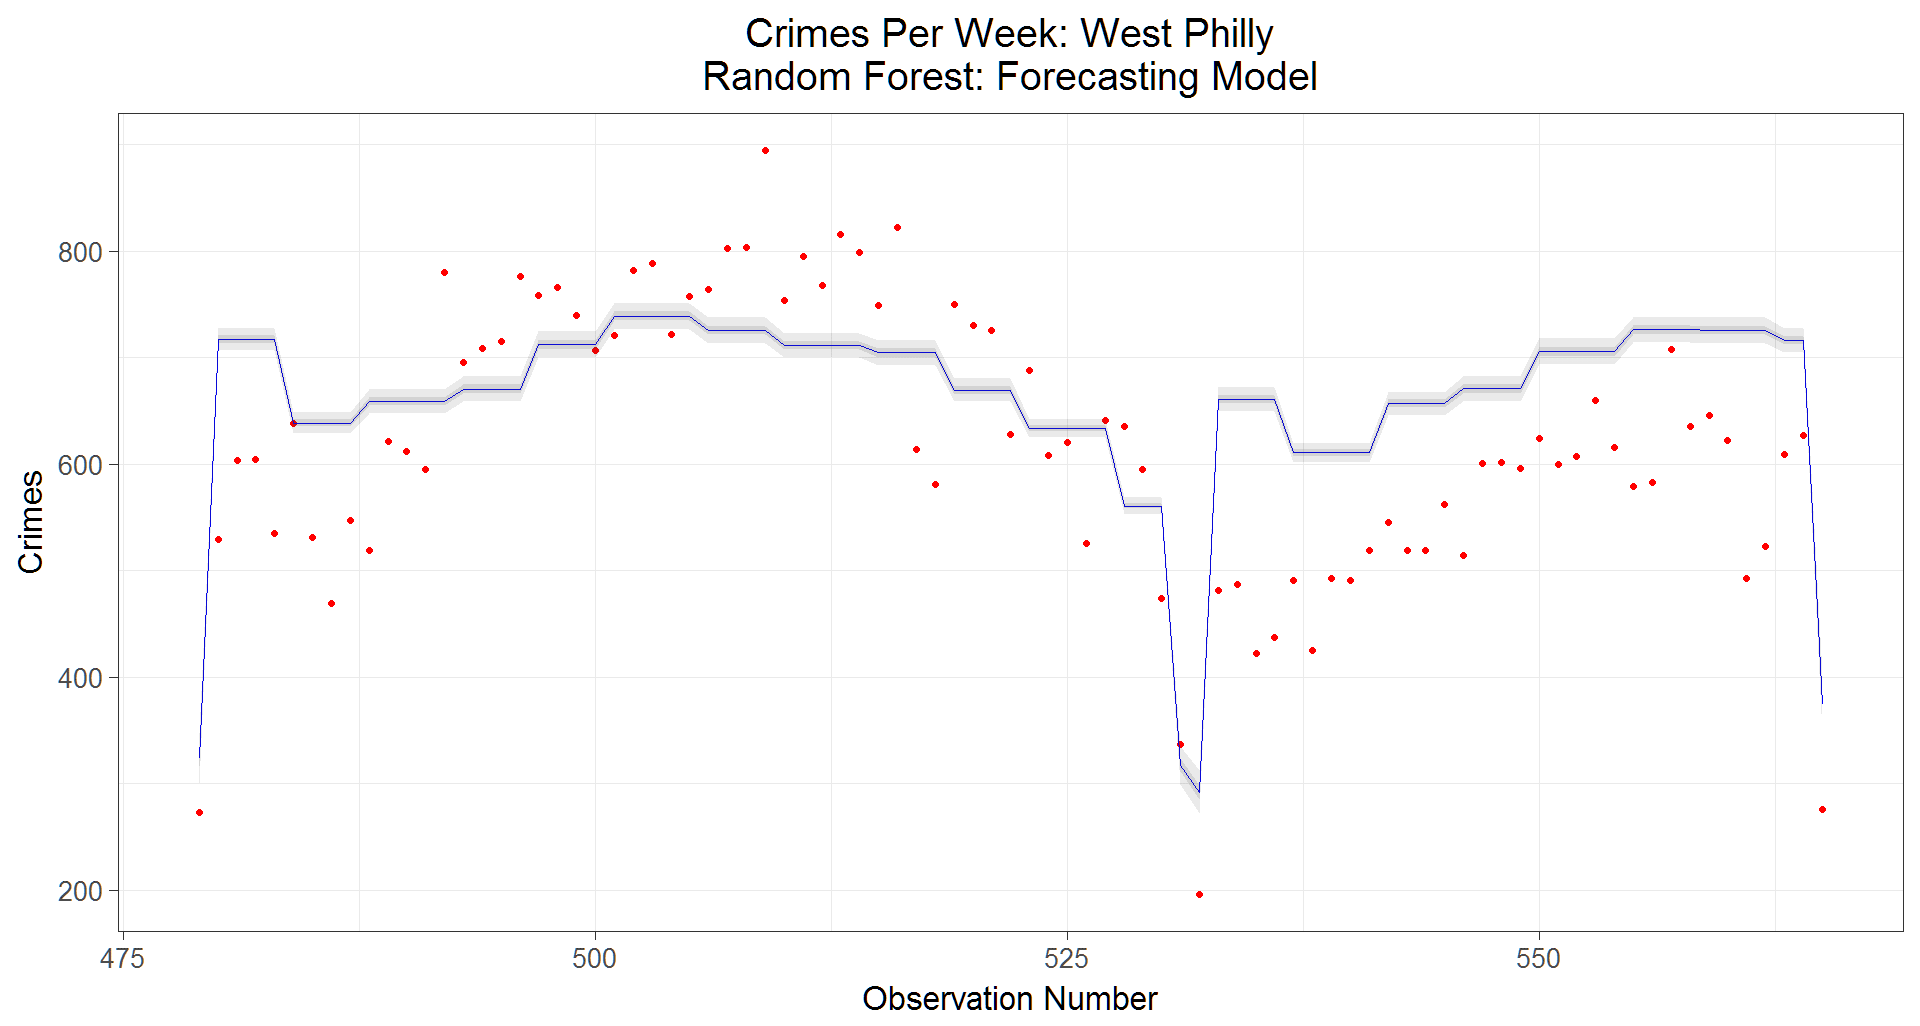 Crimes Per Week: West Philly
Random Forest: Forecasting Model
800
600
400
200
Crimes
475
500
525
550
Observation Number